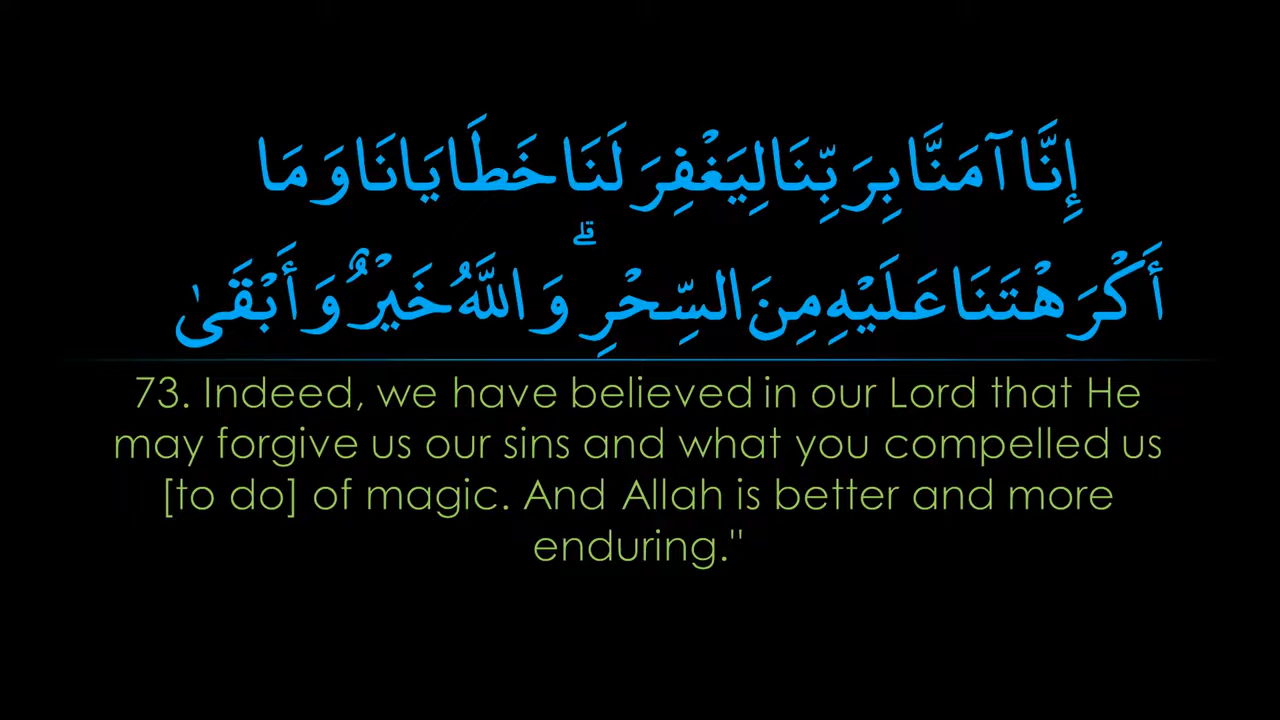 إِنَّا آمَنَّا بِرَبِّنَا لِيَغْفِرَ لَنَا خَطَايَانَا وَمَا
أَكْرَهْتَنَا عَلَيْهِ مِنَ السِّحْرِ ۗ وَاللَّهُ خَيْرٌ وَأَبْقَىٰ
73. Indeed, we have believed in our Lord that He
may forgive us our sins and what you compelled us
[to do] of magic. And Allah is better and more
enduring."